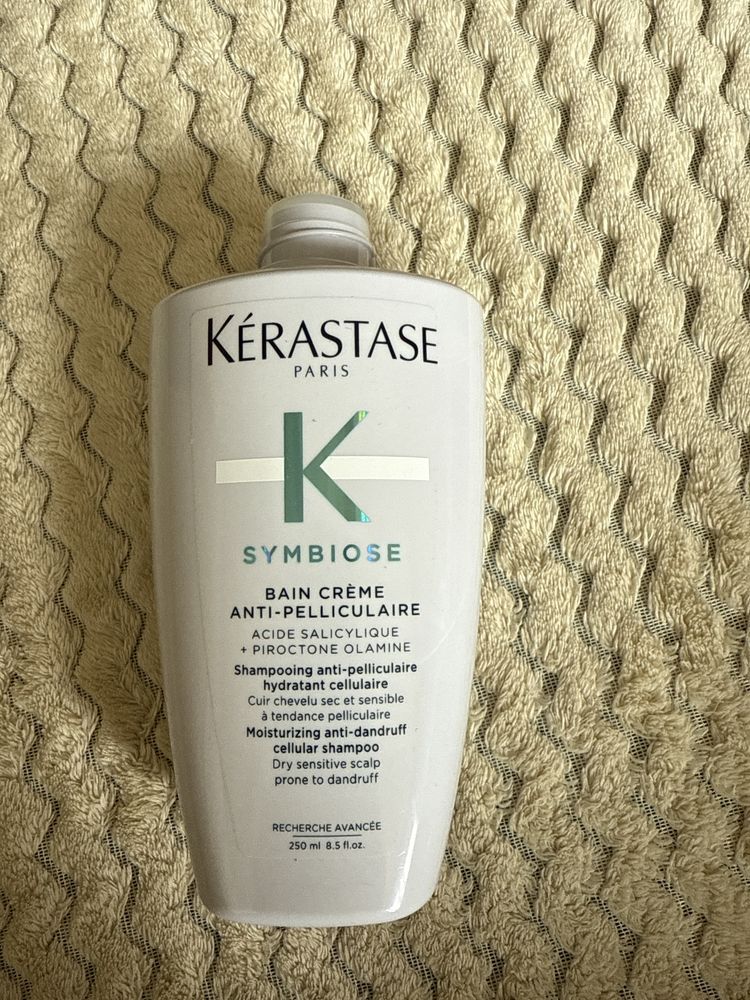 KÉRASTASE
PARIS
K
SYMBIOSE
BAIN CRÈME
ANTI-PELLICULAIRE
ACIDE SALICYLIQUE
+ PIROCTONE OLAMINE
Shampooing anti-pelliculaire
hydratant cellulaire
Cuir chevelu sec et sensible
à tendance pelliculaire
Moisturizing anti-dandruff
cellular shampoo
Dry sensitive scalp
prone to dandruff
RECHERCHE AVANCÉE
250 ml 8.5 fl.oz.